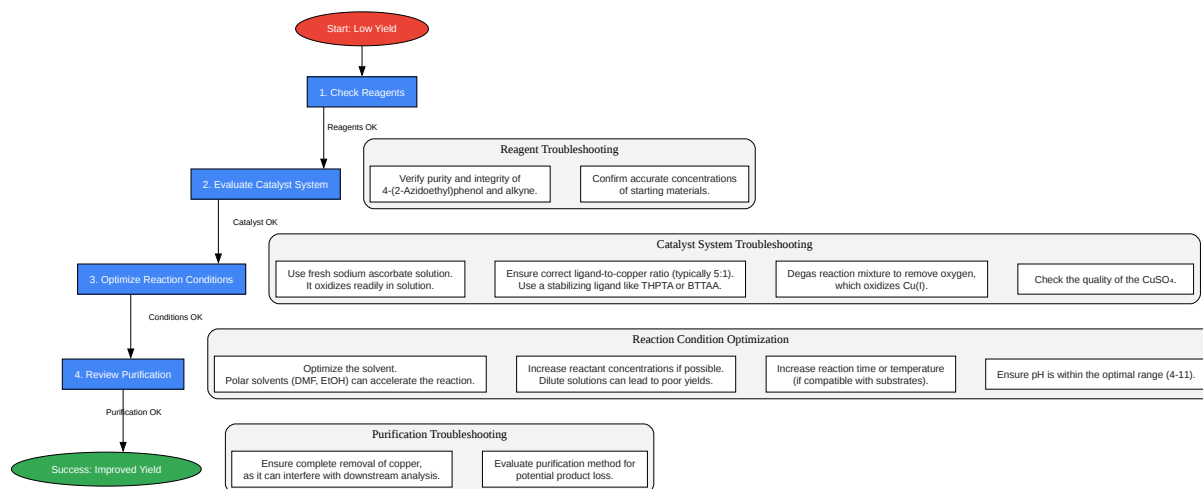 Start: Low Yield
1. Check Reagents
Reagents OK
Reagent Troubleshooting
Verify purity and integrity of
4-(2-Azidoethyl)phenol and alkyne.
Confirm accurate concentrations
of starting materials.
2. Evaluate Catalyst System
Catalyst OK
Catalyst System Troubleshooting
Use fresh sodium ascorbate solution.
It oxidizes readily in solution.
Ensure correct ligand-to-copper ratio (typically 5:1).
Use a stabilizing ligand like THPTA or BTTAA.
Degas reaction mixture to remove oxygen,
which oxidizes Cu(I).
Check the quality of the CuSO₄.
3. Optimize Reaction Conditions
Conditions OK
Reaction Condition Optimization
Optimize the solvent.
Polar solvents (DMF, EtOH) can accelerate the reaction.
Increase reactant concentrations if possible.
Dilute solutions can lead to poor yields.
Increase reaction time or temperature
(if compatible with substrates).
Ensure pH is within the optimal range (4-11).
4. Review Purification
Purification OK
Purification Troubleshooting
Ensure complete removal of copper,
as it can interfere with downstream analysis.
Evaluate purification method for
potential product loss.
Success: Improved Yield